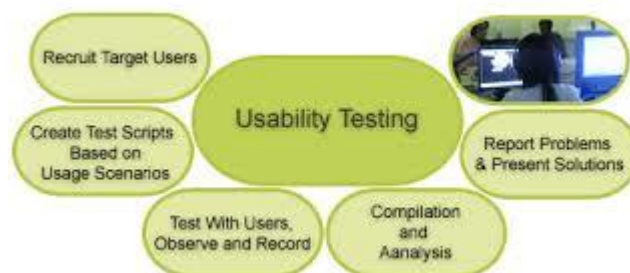 Usability Testing
Recruit Target Users
Create Test Scripts
Based on
Usage Scenarios
Test With Users,
Observe and Record
Compilation
and
Aanalysis
Report Problems
& Present Solutions